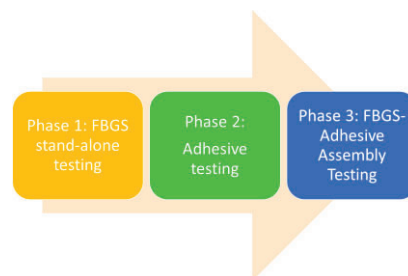 Phase 1: FBGS
stand-alone
testing
Phase 2:
Adhesive
testing
Phase 3: FBGS-
Adhesive
Assembly
Testing